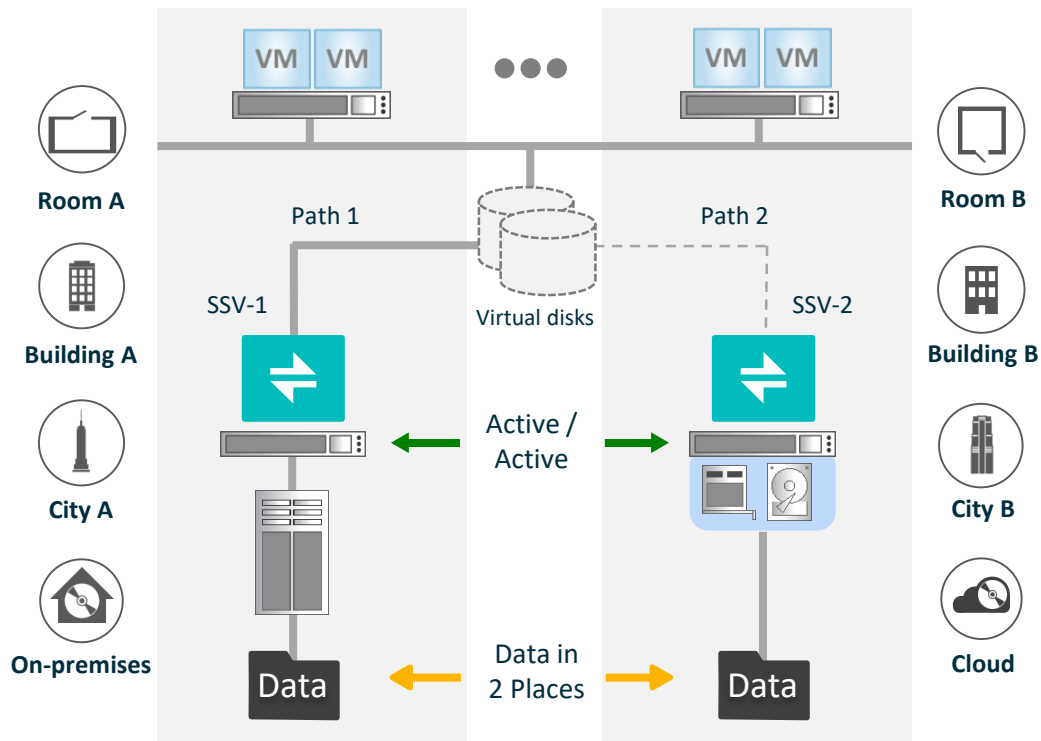 VM VM
VM VM
Room A
Room B
Path 1
Path 2
SSV-1
Virtual disks
SSV-2
Building A
Building B
Active /
Active
City A
City B
On-premises
Data in
2 Places
Cloud
Data
Data